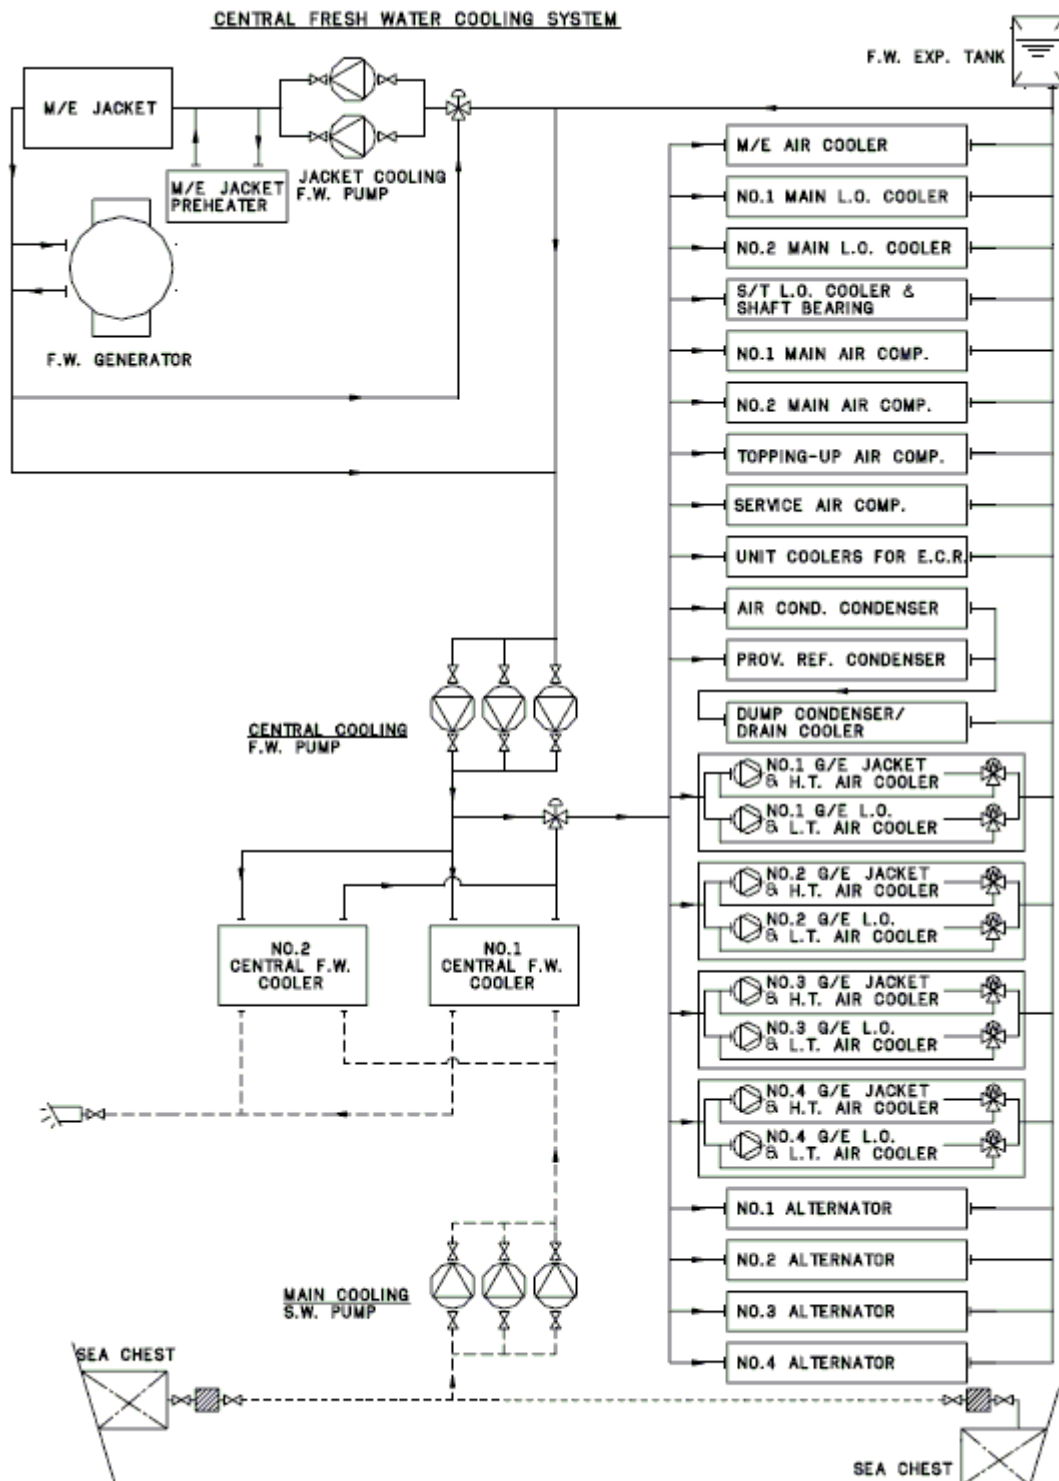 CENTRAL FRESH WATER COOLING SYSTEM
F.W. EXP. TANK
M/E JACKET
M/E JACKET
PREHEATER
JACKET COOLING
F.W. PUMP
F.W. GENERATOR
M/E AIR COOLER
NO.1 MAIN L.O. COOLER
NO.2 MAIN L.O. COOLER
S/T L.O. COOLER &
SHAFT BEARING
NO.1 MAIN AIR COMP.
NO.2 MAIN AIR COMP.
TOPPING-UP AIR COMP.
SERVICE AIR COMP.
UNIT COOLERS FOR E.C.R.
AIR COND. CONDENSER
PROV. REF. CONDENSER
DUMP CONDENSER/
DRAIN COOLER
CENTRAL COOLING
F.W. PUMP
NO.1 G/E JACKET
& H.T. AIR COOLER
NO.1 G/E L.O.
& L.T. AIR COOLER
NO.2 G/E JACKET
& H.T. AIR COOLER
NO.2 G/E L.O.
& L.T. AIR COOLER
NO.2
CENTRAL F.W.
COOLER
NO.1
CENTRAL F.W.
COOLER
NO.3 G/E JACKET
& H.T. AIR COOLER
NO.3 G/E L.O.
& L.T. AIR COOLER
NO.4 G/E JACKET
& H.T. AIR COOLER
NO.4 G/E L.O.
& L.T. AIR COOLER
NO.1 ALTERNATOR
NO.2 ALTERNATOR
NO.3 ALTERNATOR
NO.4 ALTERNATOR
MAIN COOLING
S.W. PUMP
SEA CHEST
SEA CHEST